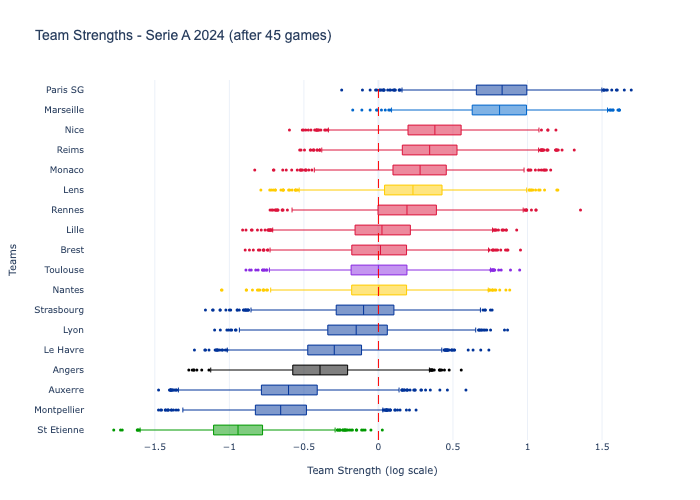 Team Strengths - Serie A 2024 (after 45 games)
Paris SG
Marseille
Nice
Reims
Monaco
Lens
Rennes
Lille
Brest
Toulouse
Nantes
Strasbourg
Lyon
Le Havre
Angers
Auxerre
Montpellier
St Etienne
Teams
−1.5 −1 −0.5 0 0.5 1 1.5
Team Strength (log scale)